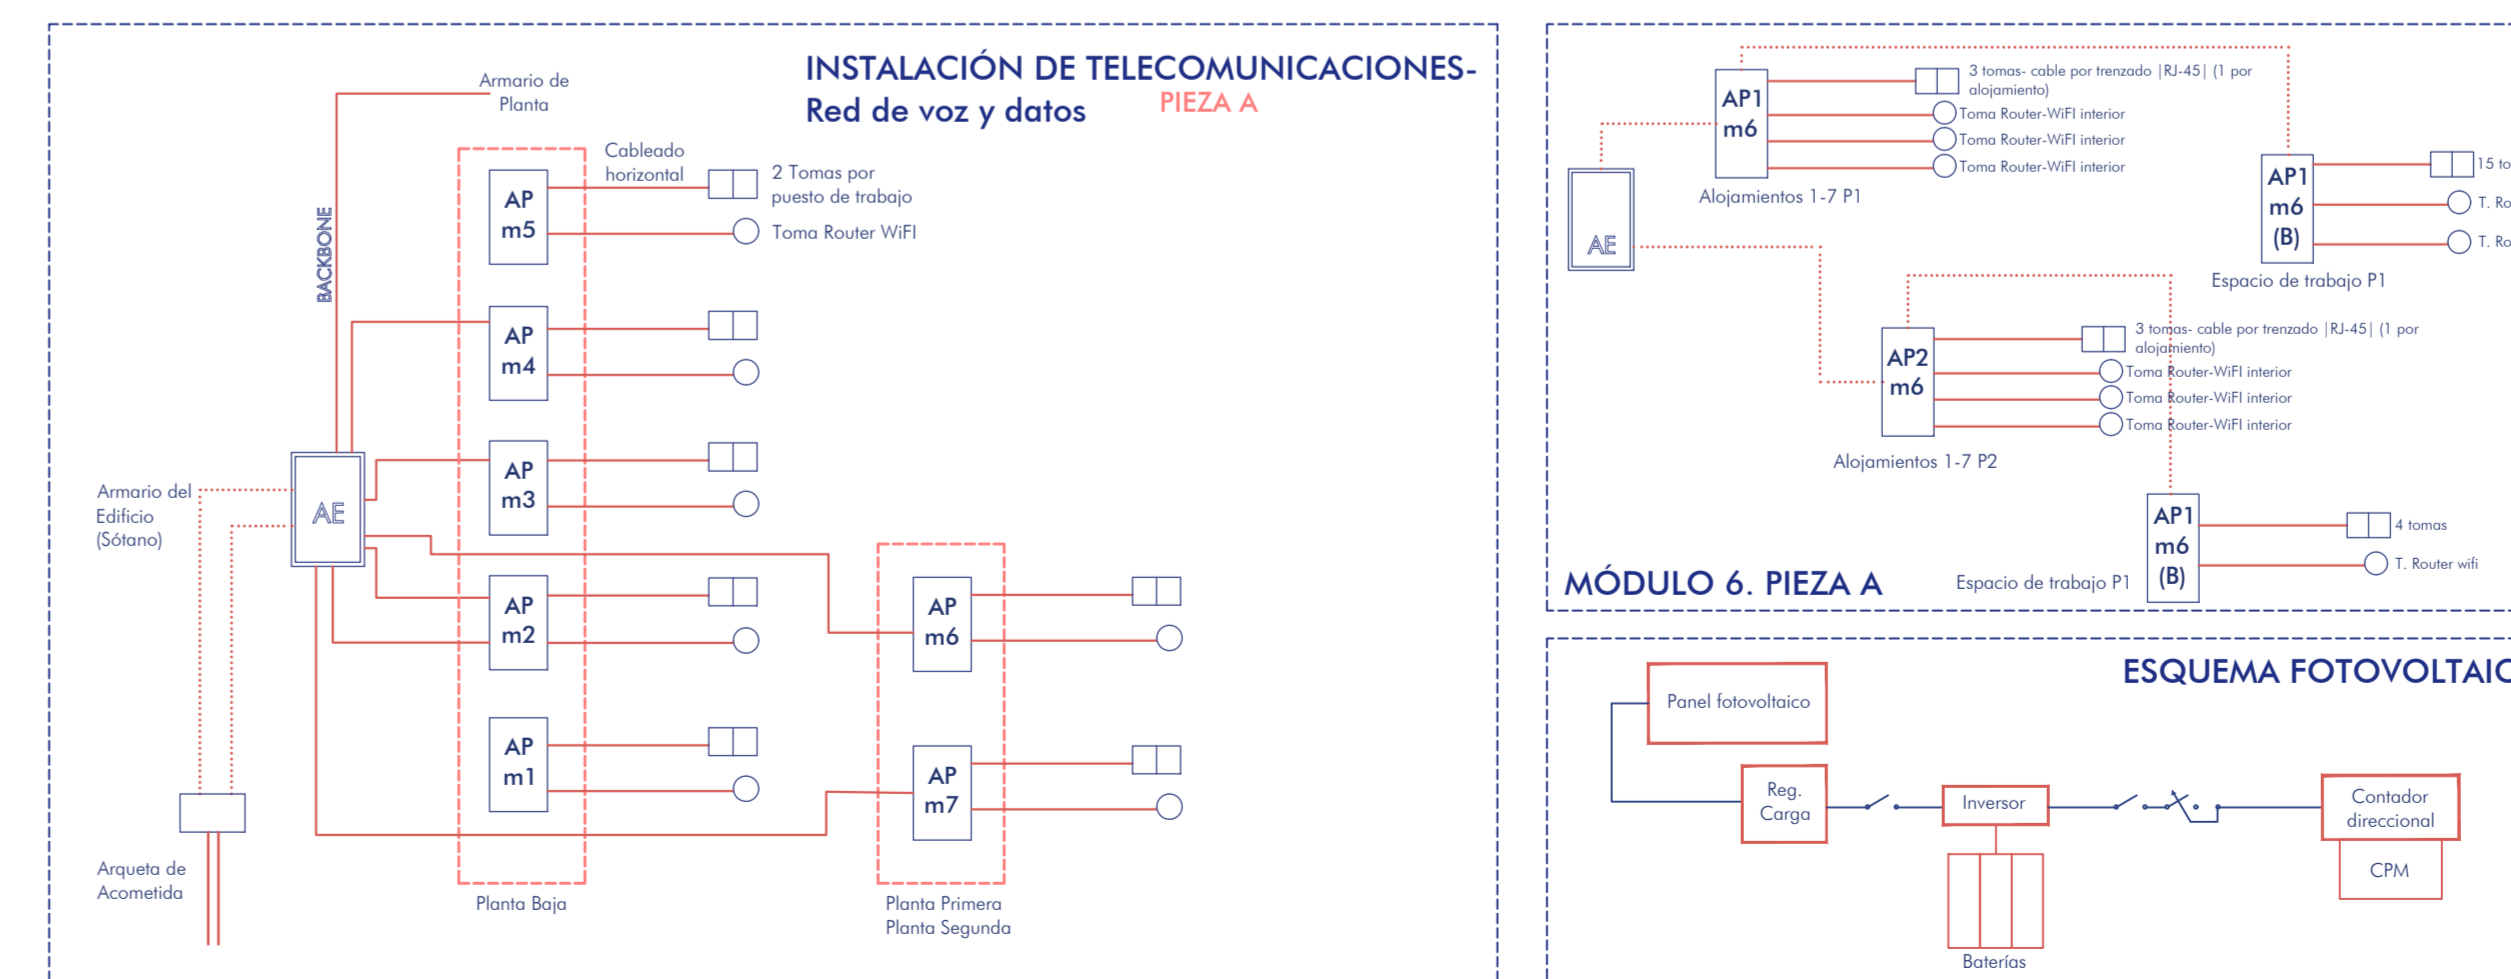 INSTALACIÓN DE TELECOMUNICACIONES-
Red de voz y datos
PIEZA A
Armario de
Planta
BACKBONE
Cableado
horizontal
AP
m5
2 Tomas por
puesto de trabajo
Toma Router WiFI
AP
m4
AP
m3
Armario del
Edificio
(Sótano)
AE
AP
m2
AP
m1
AP
m6
AP
m7
Arqueta de
Acometida
Planta Baja
Planta Primera
Planta Segunda
AP1
m6
3 tomas- cable por trenzado |RJ-45| (1 por
alojamiento)
Toma Router-WiFI interior
Toma Router-WiFI interior
Toma Router-WiFI interior
Alojamientos 1-7 P1
AE
AP1
m6
(B)
15
T.
T.
Espacio de trabajo P1
AP2
m6
3 tomas- cable por trenzado |RJ-45| (1 por
alojamiento)
Toma Router-WiFI interior
Toma Router-WiFI interior
Toma Router-WiFI interior
Alojamientos 1-7 P2
AP1
m6
(B)
4 tomas
T. Router wifi
Espacio de trabajo P1
MÓDULO 6. PIEZA A
ESQUEMA
Panel fotovoltaico
Reg.
Carga
Inversor
Baterías
Contador
direccional
CPM